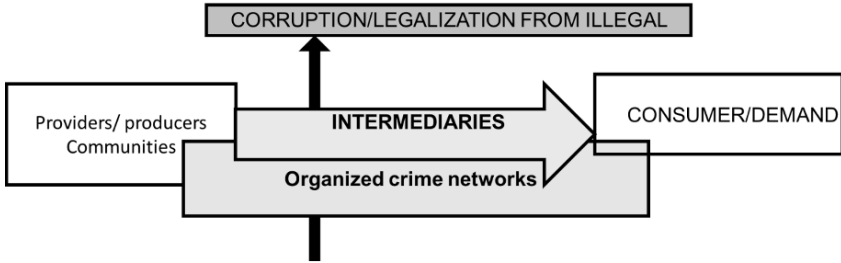 CORRUPTION/LEGALIZATION FROM ILLEGAL
Providers/ producers
Communities
INTERMEDIARIES
CONSUMER/DEMAND
Organized crime networks